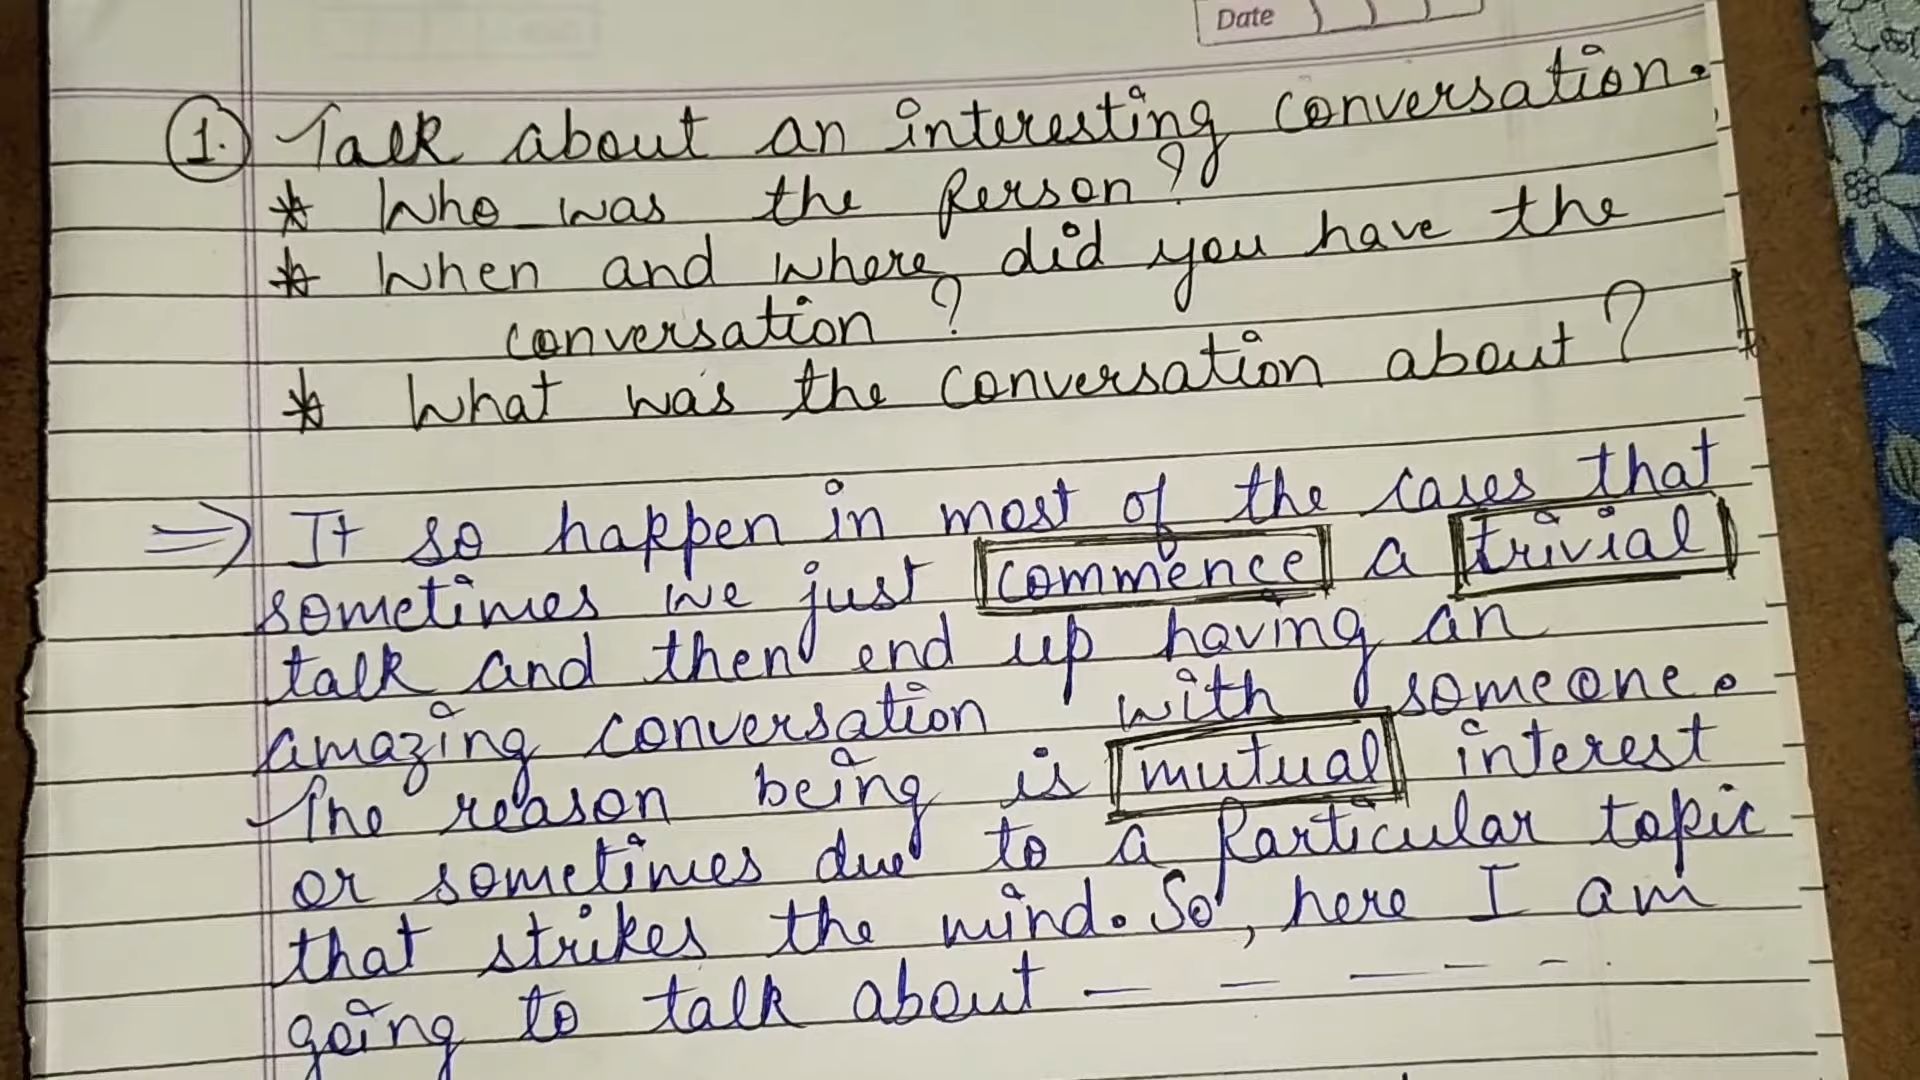 Date
1. Talk about an interesting conversation.
* Who was the Person?
* When and where did you have the
conversation?
* What was the conversation about?
=> It so happen in most of the cases that
sometimes we just commence a trivial
talk and then end up having an
amazing conversation with someone.
The reason being is mutual interest
or sometimes due to a Particular topic
that strikes the mind. So, here I am
going to talk about - - - - -